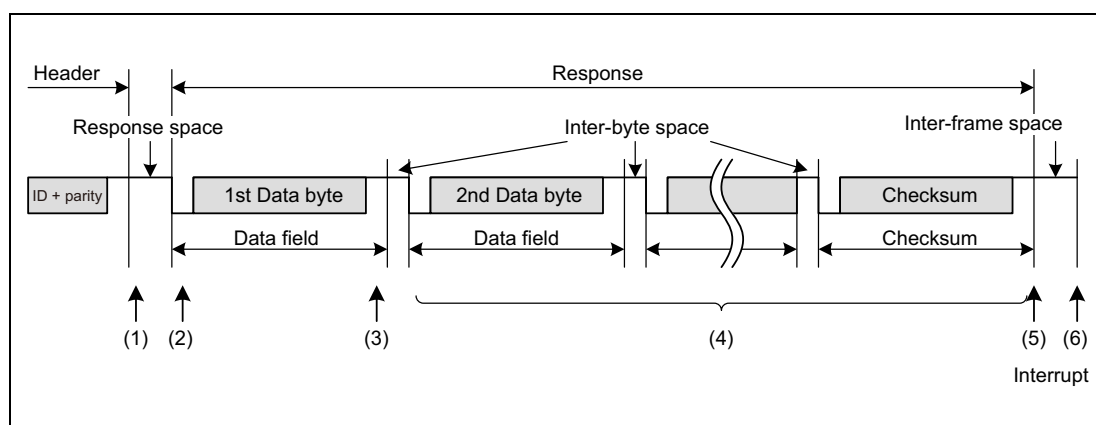 Header
Response
Response space
Inter-byte space
Inter-frame space
ID + parity
1st Data byte
2nd Data byte
Checksum
Data field
Data field
Checksum
(1)
(2)
(3)
(4)
(5)
(6)
Interrupt